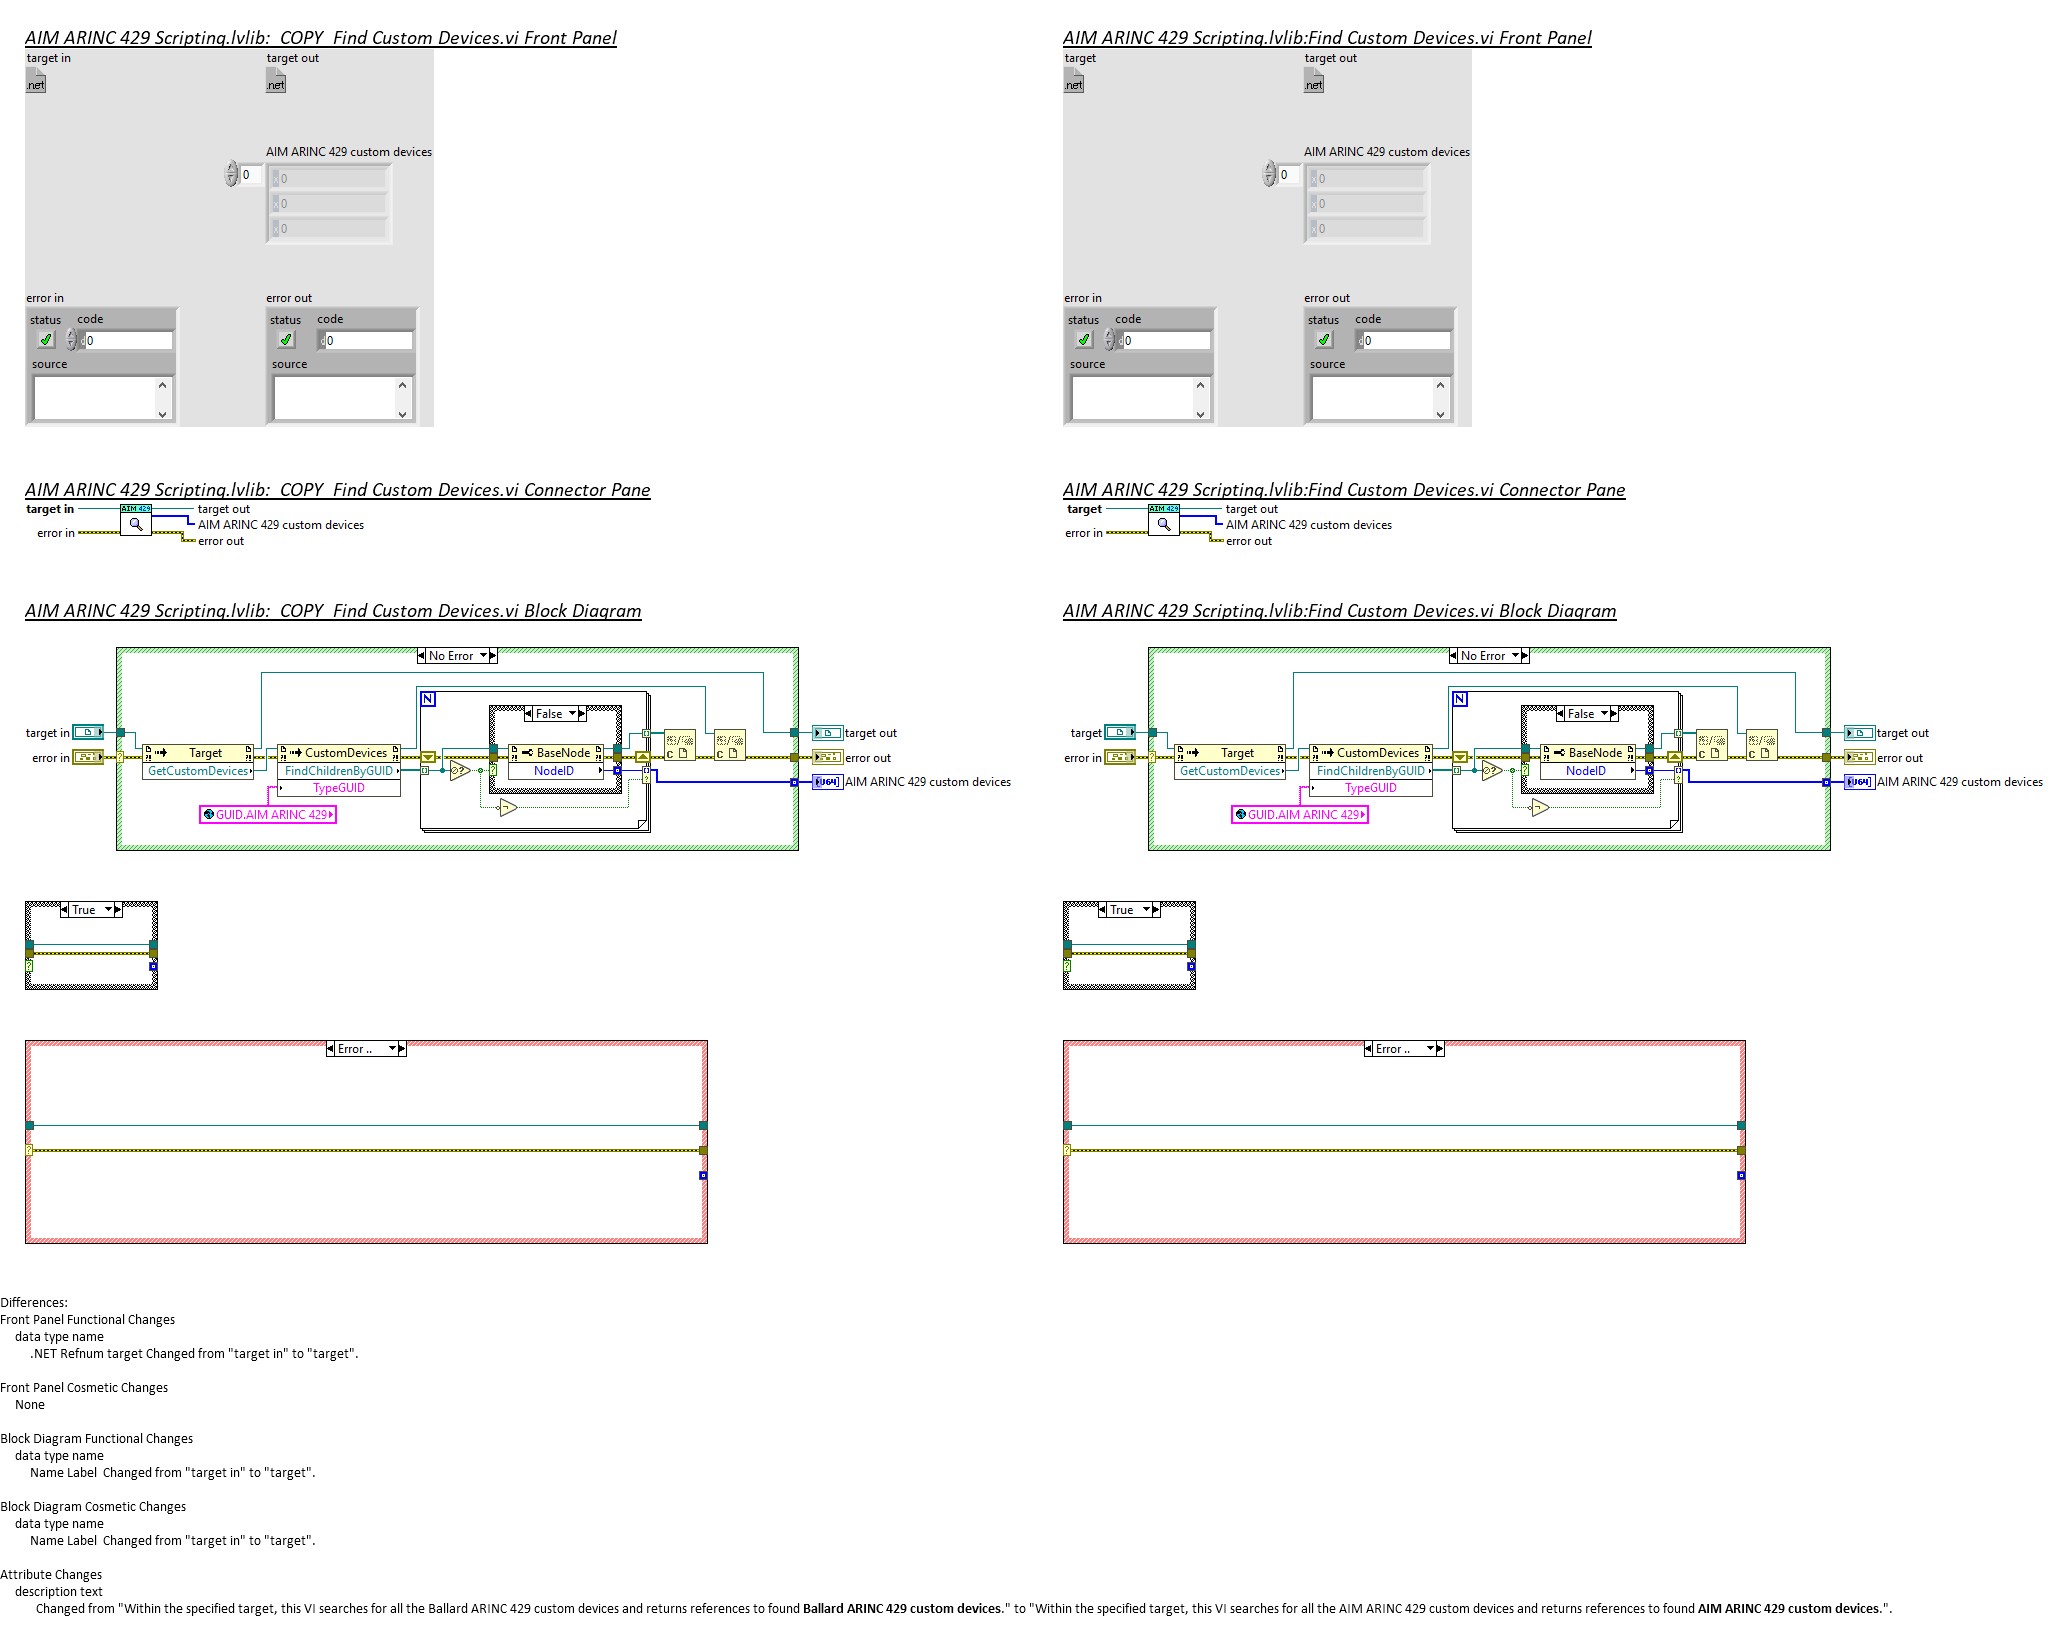 AIM ARINC 429 Scripting.lvlib:  COPY  Find Custom Devices.vi Front Panel
target in
target out
.net
.net
AIM ARINC 429 custom devices
0
x 0
x 0
x 0
error in
error out
status
code
status
code
d 0
d 0
source
source
AIM ARINC 429 Scripting.lvlib:Find Custom Devices.vi Front Panel
target
target out
.net
.net
AIM ARINC 429 custom devices
0
x 0
x 0
x 0
error in
error out
status
code
status
code
d 0
d 0
source
source
AIM ARINC 429 Scripting.lvlib:  COPY  Find Custom Devices.vi Connector Pane
target in
AIM 429
target out
AIM ARINC 429 custom devices
error in
error out
AIM ARINC 429 Scripting.lvlib:Find Custom Devices.vi Connector Pane
target
AIM 429
target out
AIM ARINC 429 custom devices
error in
error out
AIM ARINC 429 Scripting.lvlib:  COPY  Find Custom Devices.vi Block Diagram
No Error
N
False
target in
target out
error in
Target
CustomDevices
BaseNode
error out
GetCustomDevices
FindChildrenByGUID
NodeID
U64
AIM ARINC 429 custom devices
TypeGUID
GUID.AIM ARINC 429
True
Error ..
AIM ARINC 429 Scripting.lvlib:Find Custom Devices.vi Block Diagram
No Error
N
False
target
target out
error in
Target
CustomDevices
BaseNode
error out
GetCustomDevices
FindChildrenByGUID
NodeID
U64
AIM ARINC 429 custom devices
TypeGUID
GUID.AIM ARINC 429
True
Error ..
Differences:
Front Panel Functional Changes
data type name
.NET Refnum target Changed from "target in" to "target".
Front Panel Cosmetic Changes
None
Block Diagram Functional Changes
data type name
Name Label  Changed from "target in" to "target".
Block Diagram Cosmetic Changes
data type name
Name Label  Changed from "target in" to "target".
Attribute Changes
description text
Changed from "Within the specified target, this VI searches for all the Ballard ARINC 429 custom devices and returns references to found Ballard ARINC 429 custom devices." to "Within the specified target, this VI searches for all the AIM ARINC 429 custom devices and returns references to found AIM ARINC 429 custom devices.".